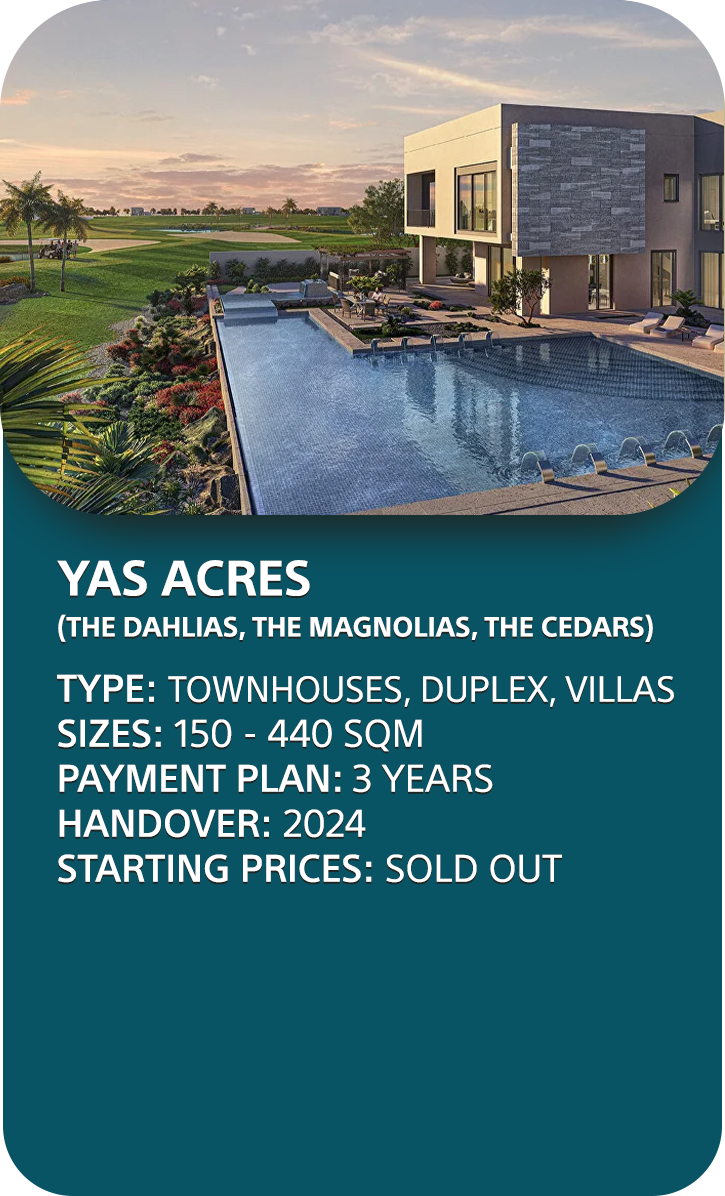 YAS ACRES
(THE DAHLIAS, THE MAGNOLIAS, THE CEDARS)
TYPE: TOWNHOUSES, DUPLEX, VILLAS
SIZES: 150 - 440 SQM
PAYMENT PLAN: 3 YEARS
HANDOVER: 2024
STARTING PRICES: SOLD OUT